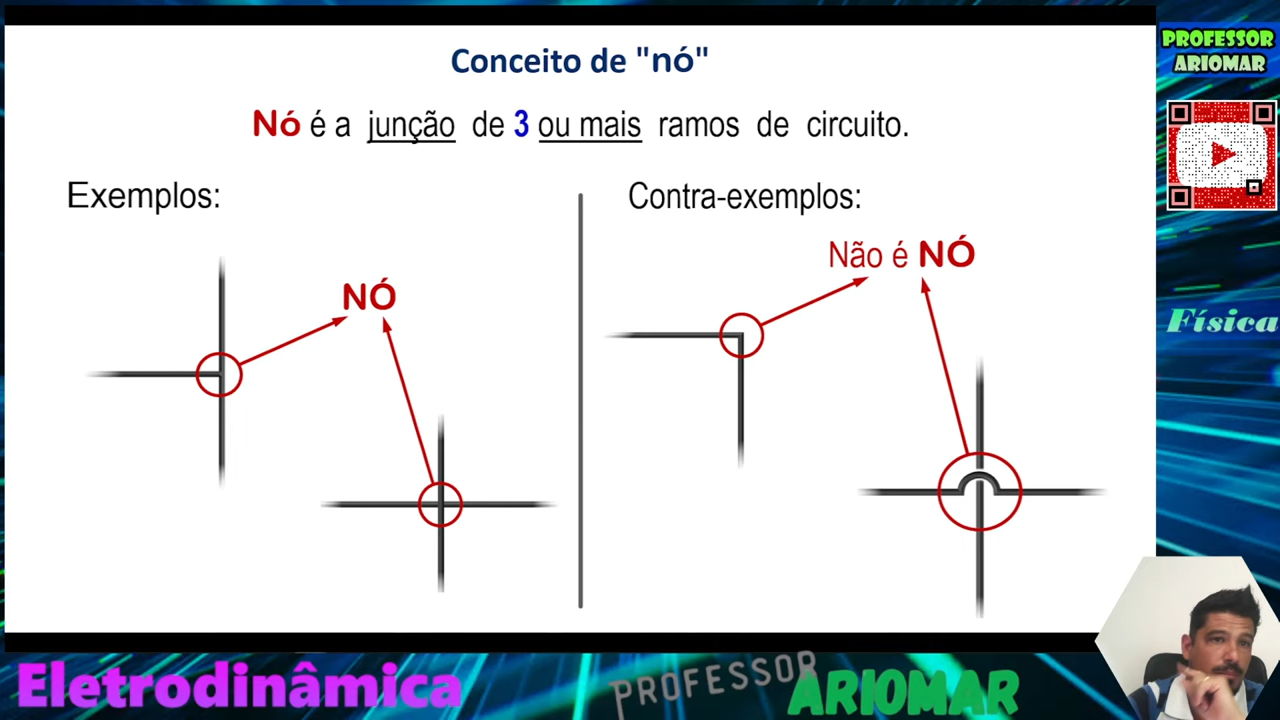 Conceito de "nó"
Nó é a junção de 3 ou mais ramos de circuito.
Exemplos:
NÓ
Contra-exemplos:
Não é NÓ
PROFESSOR
ARIOMAR
Física
Eletrodinâmica
PROFESSOR
ARIOMAR